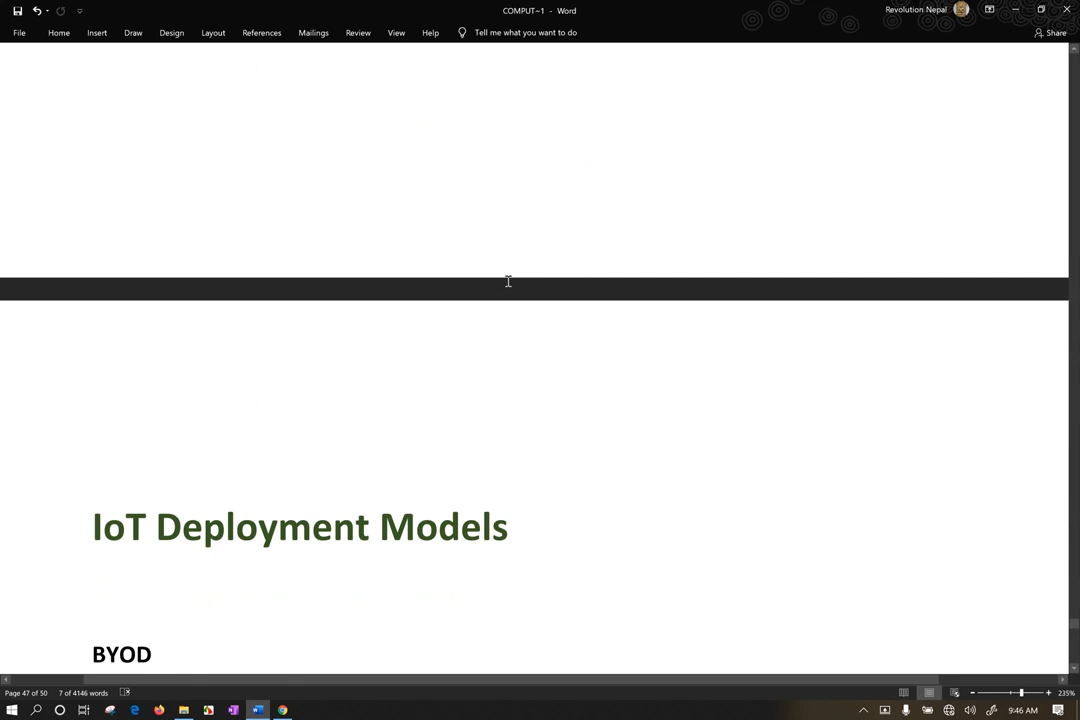 COMPUT~1 - Word
Revolution Nepal
File Home Insert Draw Design Layout References Mailings Review View Help Tell me what you want to do Share
IoT Deployment Models
BYOD
Page 47 of 50 7 of 4146 words 235%
9:46 AM